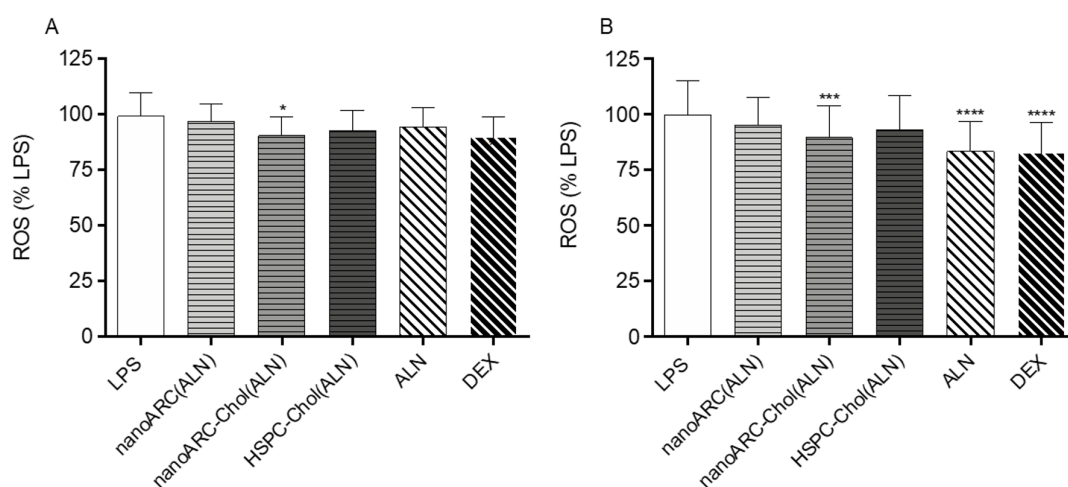 A
ROS (% LPS)
125
100
75
50
25
0
*
LPS
nanoARC(ALN)
nanoARC-Chol(ALN)
HSPC-Chol(ALN)
ALN
DEX
B
ROS (% LPS)
125
100
75
50
25
0
***
****
****
LPS
nanoARC(ALN)
nanoARC-Chol(ALN)
HSPC-Chol(ALN)
ALN
DEX